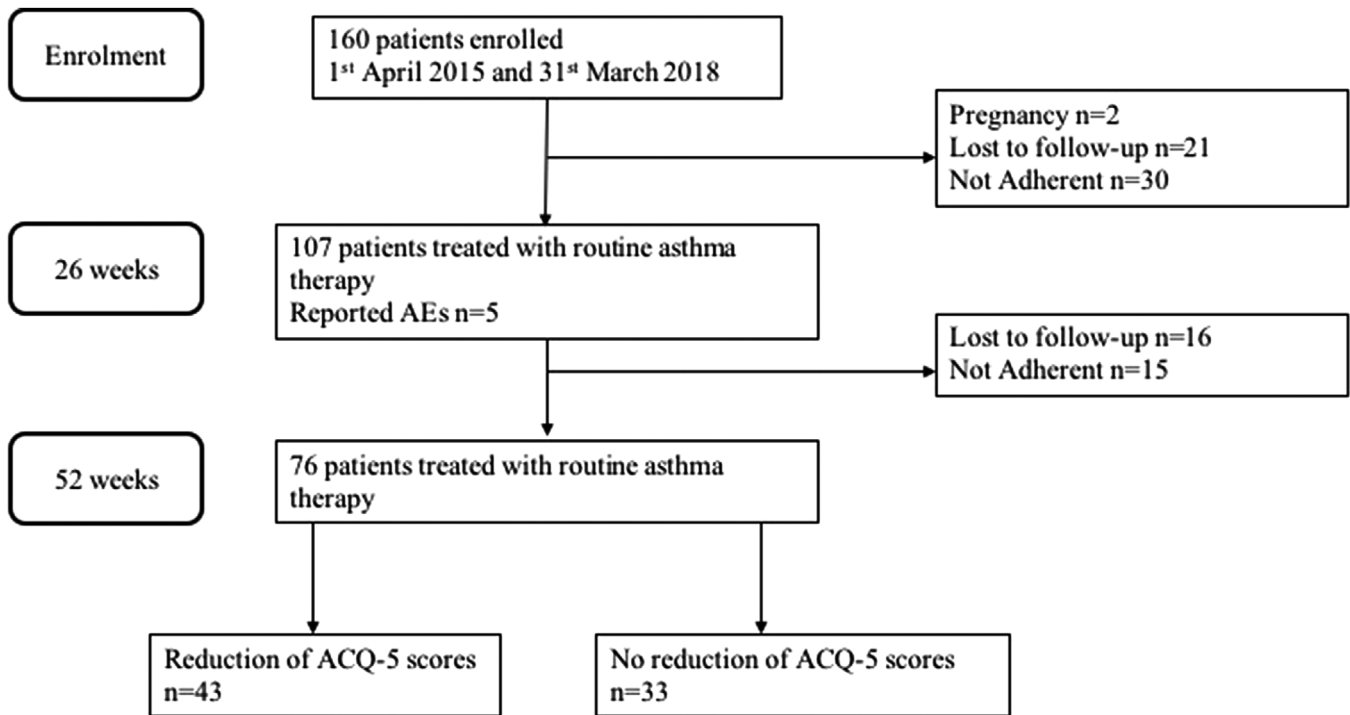 Enrolment
160 patients enrolled
1st April 2015 and 31st March 2018
Pregnancy n=2
Lost to follow-up n=21
Not Adherent n=30
26 weeks
107 patients treated with routine asthma
therapy
Reported AEs n=5
Lost to follow-up n=16
Not Adherent n=15
52 weeks
76 patients treated with routine asthma
therapy
Reduction of ACQ-5 scores
n=43
No reduction of ACQ-5 scores
n=33